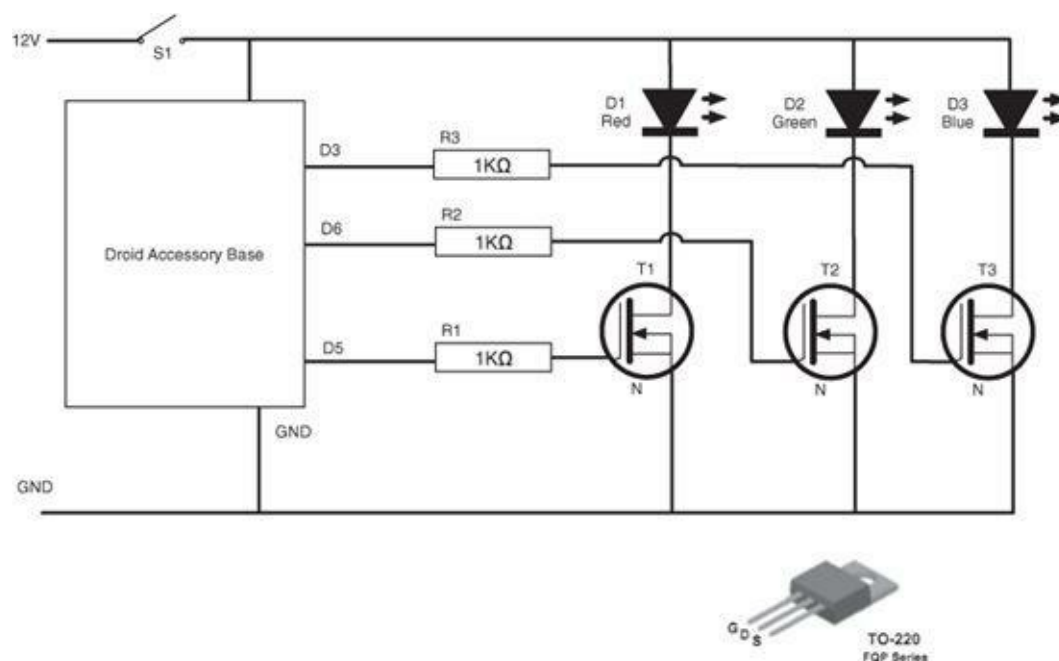 12V
S1
D1
Red
D2
Green
D3
Blue
D3
R3
1KΩ
D6
R2
1KΩ
Droid Accessory Base
T1
T2
T3
D5
R1
1KΩ
N
N
N
GND
GND
G D S
TO-220
FQP Series